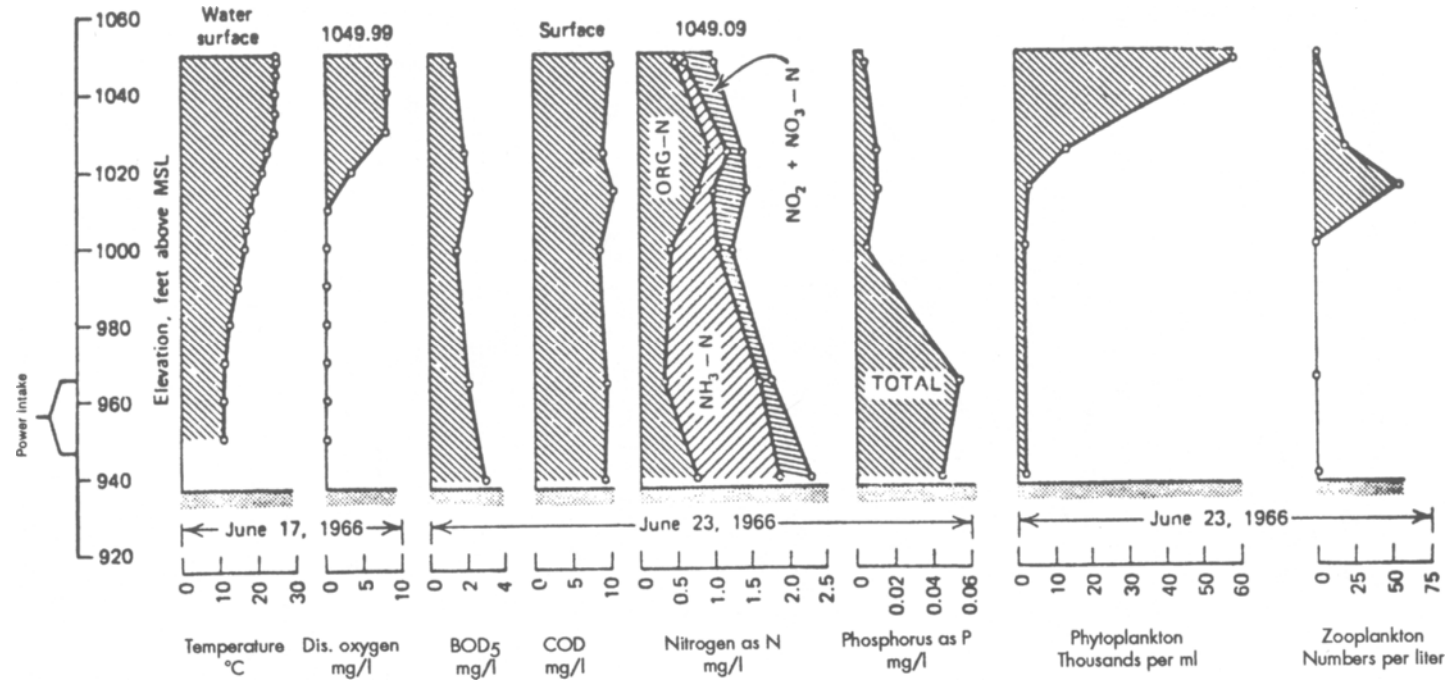 Water
surface
1049.99
Surface
1049.09
1060
1040
1020
1000
980
960
940
920
Elevation, feet above MSL
Power Intake
ORG-N
NH₃-N
NO₂ + NO₃-N
TOTAL
June 17, 1966
June 23, 1966
June 23, 1966
0 10 20 30
0 5 10
0 2 4
0 5 10
0.5 1.0 1.5 2.0 2.5
0 0.02 0.04 0.06
0 10 20 30 40 50 60
0 25 50 75
Temperature
°C
Dis. oxygen
mg/l
BOD₅
mg/l
COD
mg/l
Nitrogen as N
mg/l
Phosphorus as P
mg/l
Phytoplankton
Thousands per ml
Zooplankton
Numbers per liter